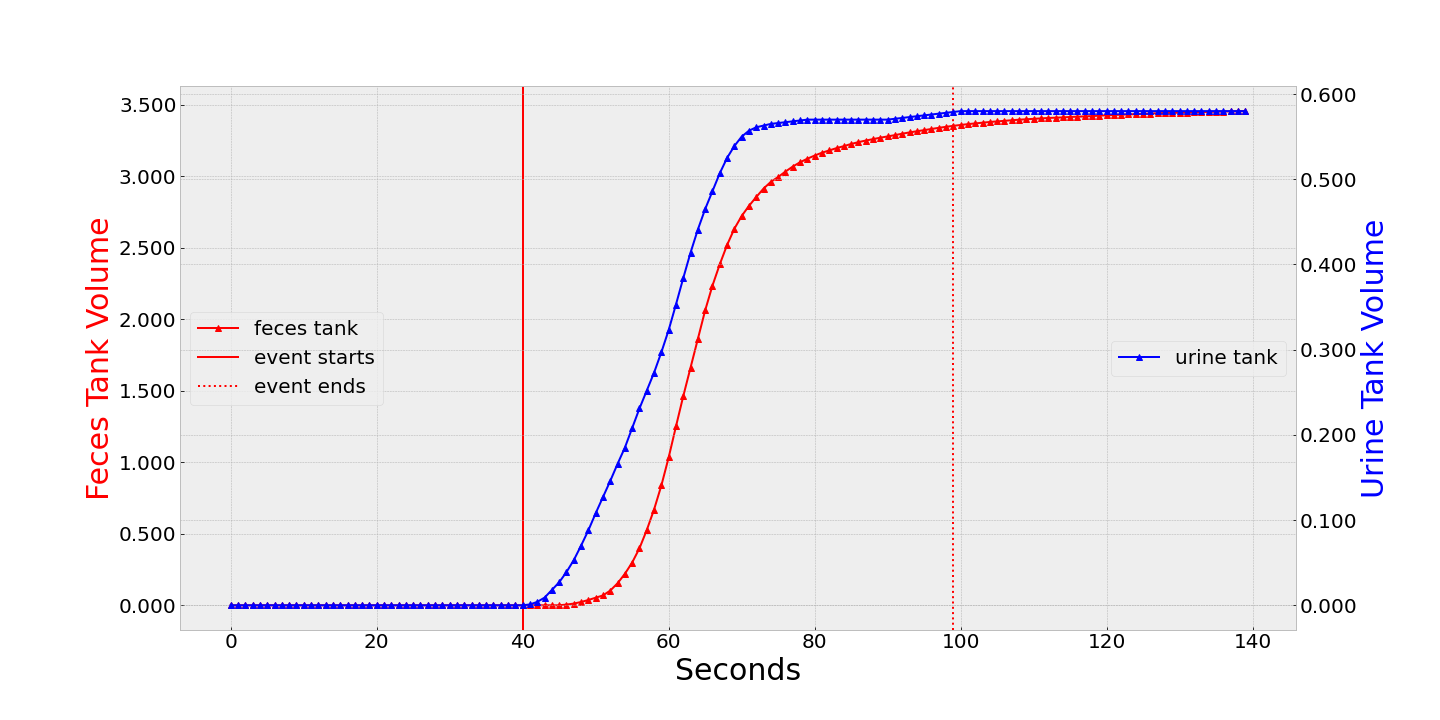 Feces Tank Volume
3.500
3.000
2.500
2.000
1.500
1.000
0.500
0.000
feces tank
event starts
event ends
urine tank
0.600
0.500
0.400
0.300
0.200
0.100
0.000
Urine Tank Volume
0 20 40 60 80 100 120 140
Seconds